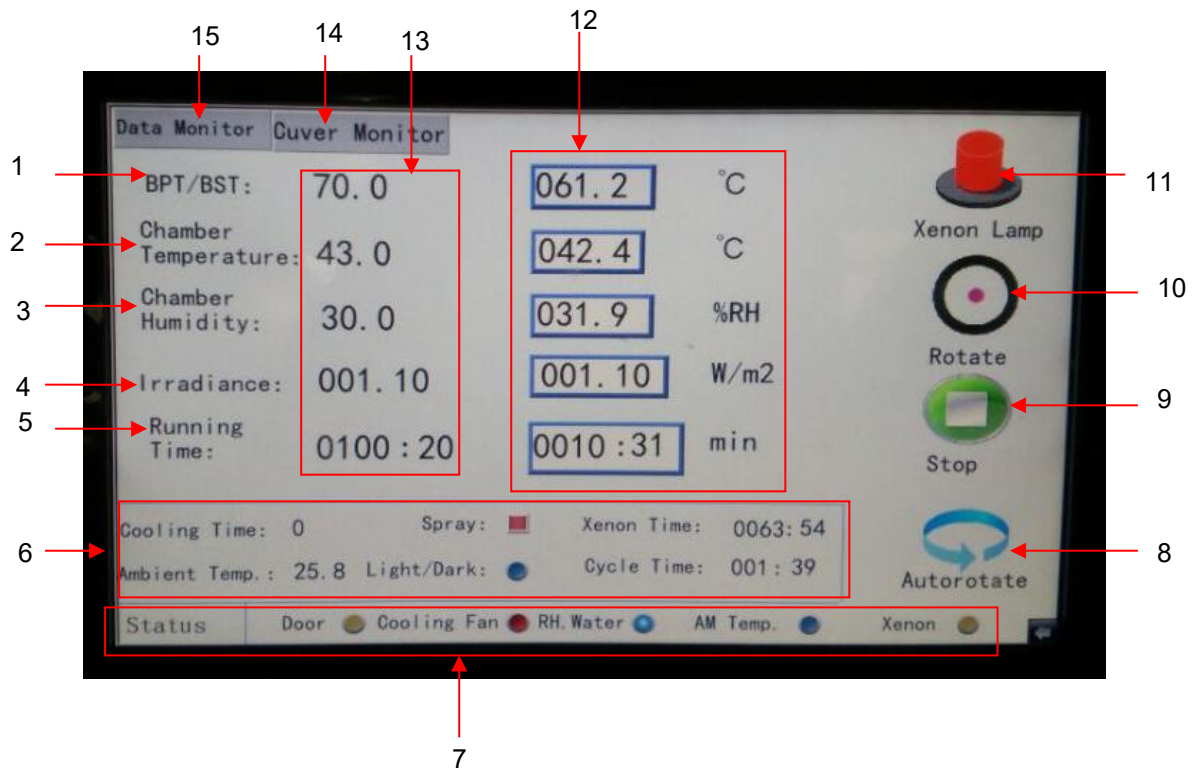 15
14
13
12
Data Monitor
Cuver Monitor
1
BPT/BST:
70.0
061.2
°C
Xenon Lamp
11
2
Chamber
Temperature:
43.0
042.4
°C
3
Chamber
Humidity:
30.0
031.9
%RH
Rotate
10
4
Irradiance:
001.10
001.10
W/m2
5
Running
Time:
0100:20
0010:31
min
Stop
9
6
Cooling Time: 0
Spray:
Xenon Time: 0063:54
Ambient Temp.: 25.8
Light/Dark:
Cycle Time: 001:39
Autorotate
8
Status
Door
Cooling Fan
RH.Water
AM Temp.
Xenon
7